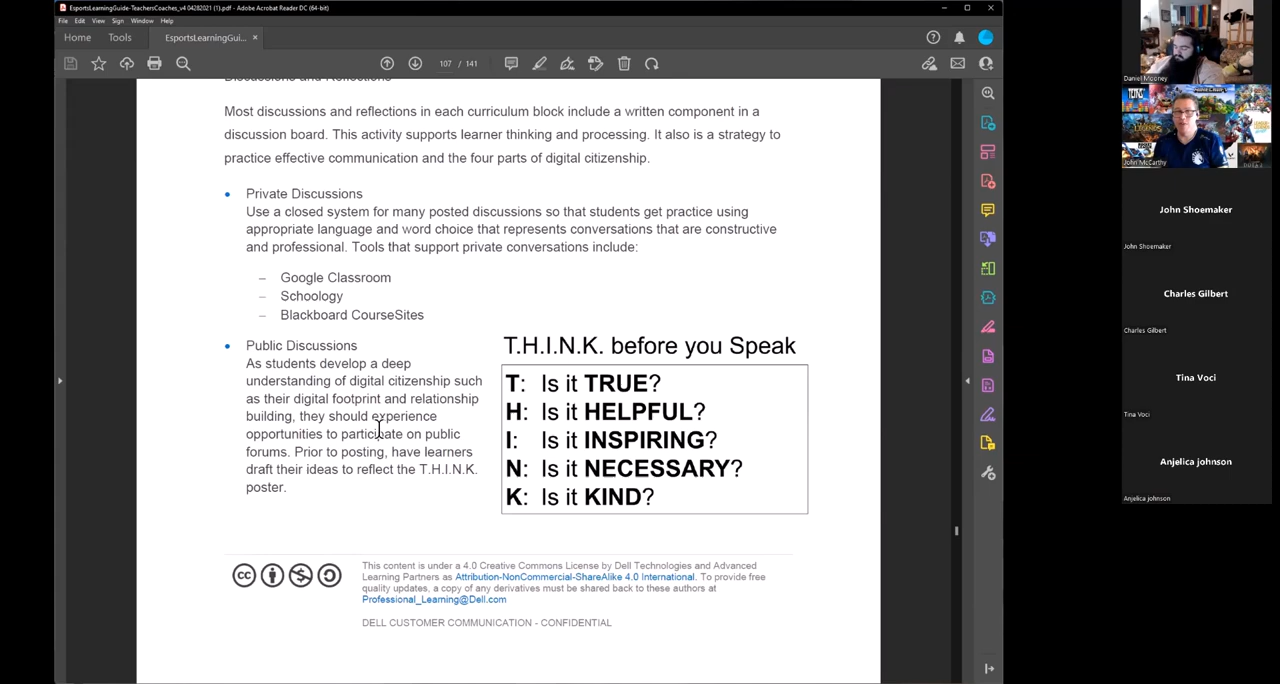 EsportsLearningGuide-TeachersCoaches_v4 04282021 (1).pdf - Adobe Acrobat Reader DC (64-bit)
File Edit View Sign Window Help
Home Tools EsportsLearningGui... ×
107 / 141
Discussions and Reflections
Most discussions and reflections in each curriculum block include a written component in a
discussion board. This activity supports learner thinking and processing. It also is a strategy to
practice effective communication and the four parts of digital citizenship.
• Private Discussions
Use a closed system for many posted discussions so that students get practice using
appropriate language and word choice that represents conversations that are constructive
and professional. Tools that support private conversations include:
– Google Classroom
– Schoology
– Blackboard CourseSites
• Public Discussions
As students develop a deep
understanding of digital citizenship such
as their digital footprint and relationship
building, they should experience
opportunities to participate on public
forums. Prior to posting, have learners
draft their ideas to reflect the T.H.I.N.K.
poster.
T.H.I.N.K. before you Speak
T: Is it TRUE?
H: Is it HELPFUL?
I: Is it INSPIRING?
N: Is it NECESSARY?
K: Is it KIND?
cc
This content is under a 4.0 Creative Commons License by Dell Technologies and Advanced
Learning Partners as Attribution-NonCommercial-ShareAlike 4.0 International. To provide free
quality updates, a copy of any derivatives must be shared back to these authors at
Professional_Learning@Dell.com
DELL CUSTOMER COMMUNICATION - CONFIDENTIAL
Daniel Mooney
John McCarthy
John Shoemaker
John Shoemaker
Charles Gilbert
Charles Gilbert
Tina Voci
Tina Voci
Anjelica johnson
Anjelica johnson